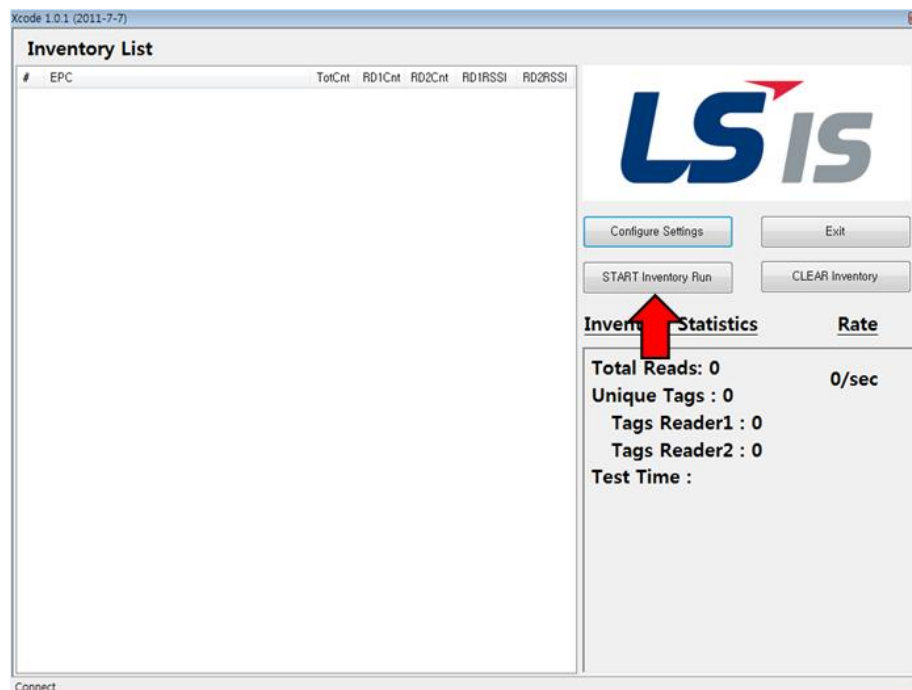 Xcode 1.0.1 (2011-7-7)
Inventory List
# EPC TotCnt RD1Cnt RD2Cnt RD1RSSI RD2RSSI
LS IS
Configure Settings Exit
START Inventory Run CLEAR Inventory
Statistics Rate
Total Reads: 0
0/sec
Unique Tags : 0
Tags Reader1 : 0
Tags Reader2 : 0
Test Time :
Connect